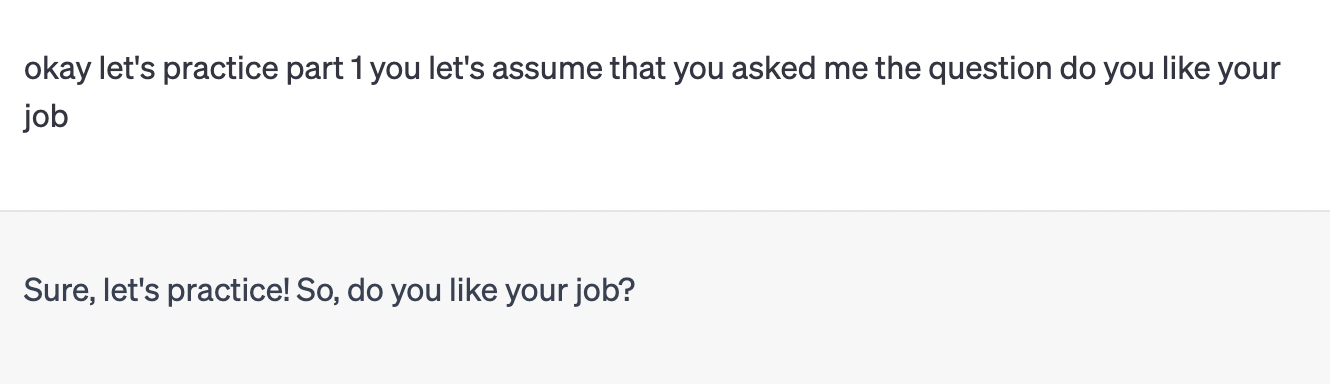 okay let's practice part 1 you let's assume that you asked me the question do you like your
job
Sure, let's practice! So, do you like your job?